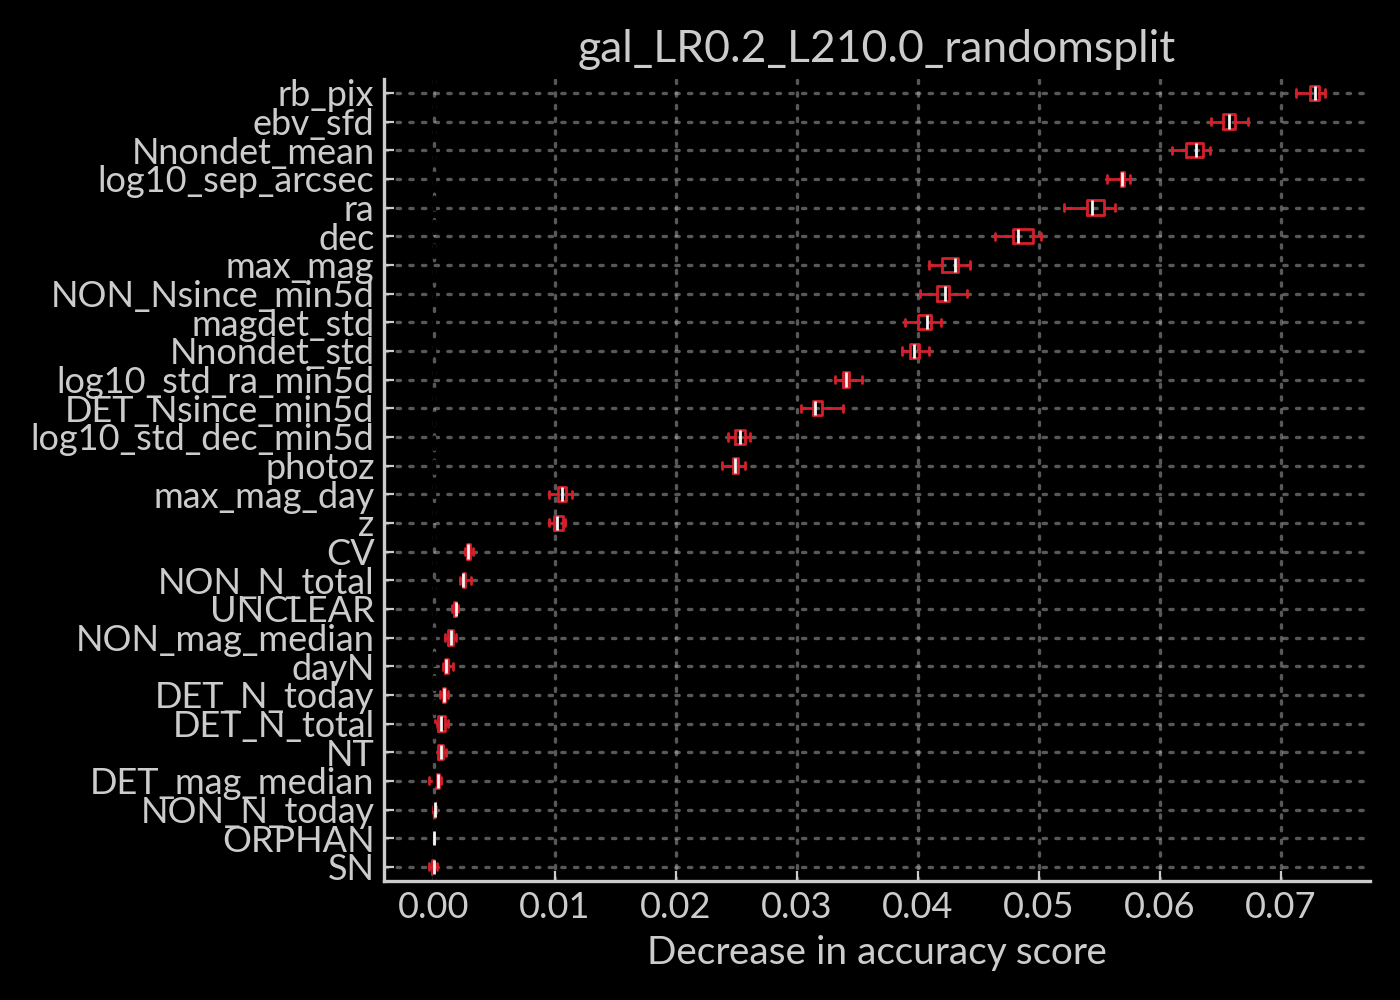 gal_LR0.2_L210.0_randomsplit
rb_pix
ebv_sfd
Nnondet_mean
log10_sep_arcsec
ra
dec
max_mag
NON_Nsince_min5d
magdet_std
Nnondet_std
log10_std_ra_min5d
DET_Nsince_min5d
log10_std_dec_min5d
photoz
max_mag_day
z
CV
NON_N_total
UNCLEAR
NON_mag_median
dayN
DET_N_today
DET_N_total
NT
DET_mag_median
NON_N_today
ORPHAN
SN
0.00 0.01 0.02 0.03 0.04 0.05 0.06 0.07
Decrease in accuracy score